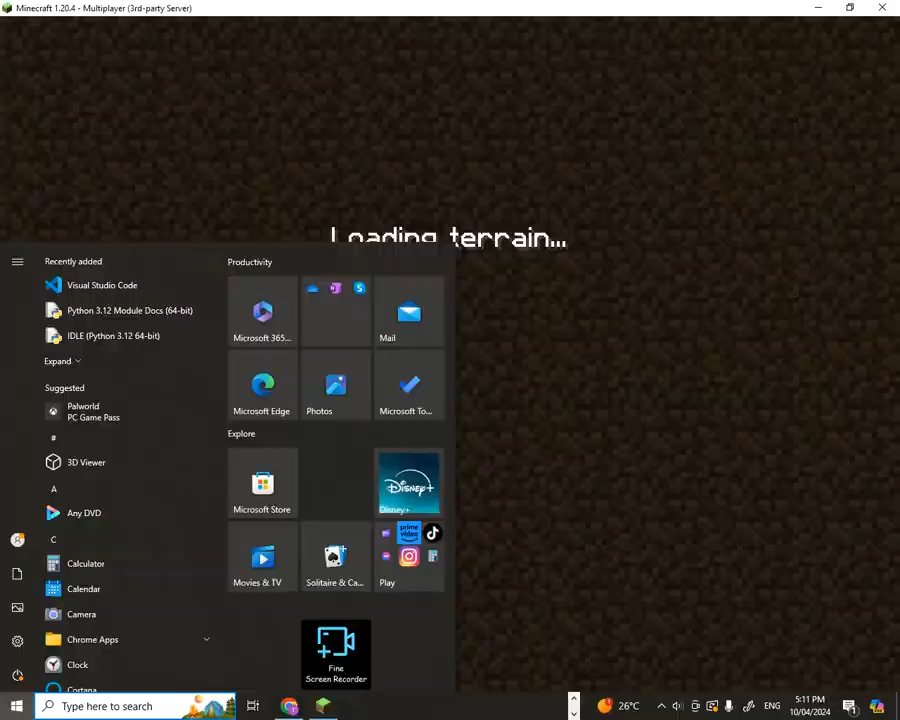 Minecraft 1.20.4 - Multiplayer (3rd-party Server)
Loading terrain...
Recently added
Visual Studio Code
Python 3.12 Module Docs (64-bit)
IDLE (Python 3.12 64-bit)
Expand
Suggested
Palworld
PC Game Pass
#
3D Viewer
A
Any DVD
C
Calculator
Calendar
Camera
Chrome Apps
Clock
Cortana
Productivity
Microsoft 365...
Mail
Microsoft Edge
Photos
Microsoft To...
Explore
Microsoft Store
Disney+
Disney+
Movies & TV
Solitaire & Ca...
prime video
Play
Fine
Screen Recorder
Type here to search
26°C
ENG
5:11 PM
10/04/2024
1